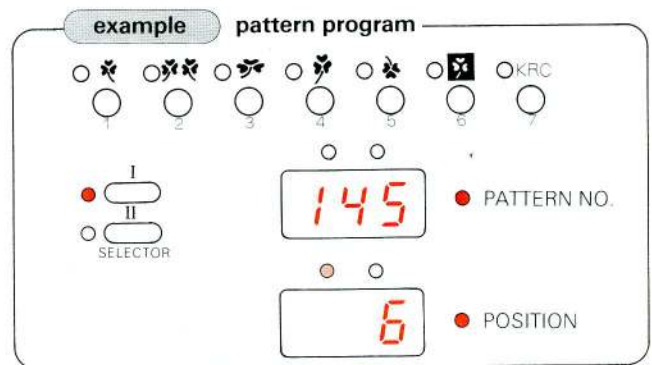 example pattern program
KRC
1 2 3 4 5 6 7
I
145 PATTERN NO.
II
SELECTOR
6 POSITION